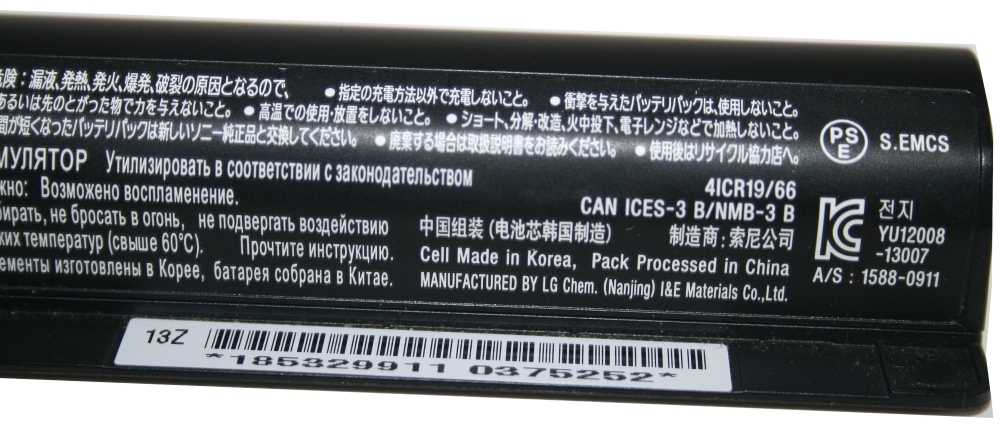 危険：漏液、発熱、発火、爆発、破裂の原因となるので、
●指定の充電方法以外で充電しないこと。 ●衝撃を与えたバッテリパックは、使用しないこと。
あるいは先のとがった物で力を与えないこと。 ●高温での使用・放置をしないこと。 ●ショート、分解・改造、火中投下、電子レンジなどで加熱しないこと。
間が短くなったバッテリパックは新しいソニー純正品と交換してください。 ●廃棄する場合は取扱説明書をお読みください。 ●使用後はリサイクル協力店へ。
PSE S.EMCS
МУЛЯТОР Утилизировать в соответствии с законодательством
жно: Возможено воспламенение.
бирать, не бросать в огонь, не подвергать воздействию
ких температур (свыше 60°C). Прочтите инструкцию.
ементы изготовлены в Корее, батарея собрана в Китае.
4ICR19/66
CAN ICES-3 B/NMB-3 B
中国组装 (电池芯韩国制造) 制造商：索尼公司
Cell Made in Korea, Pack Processed in China
MANUFACTURED BY LG Chem. (Nanjing) I&E Materials Co.,Ltd.
전지
YU12008
-13007
A/S : 1588-0911
13Z
*185329911 0375252*